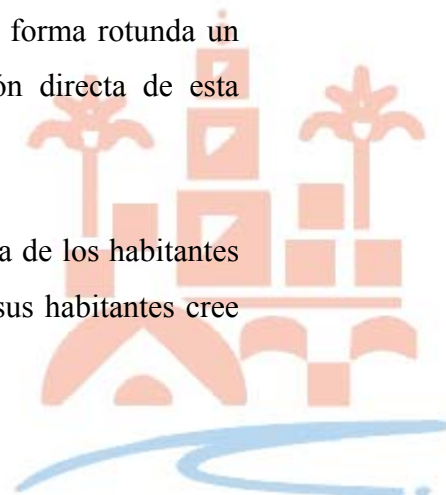 forma rotunda un
ón directa de esta
a de los habitantes
sus habitantes cree